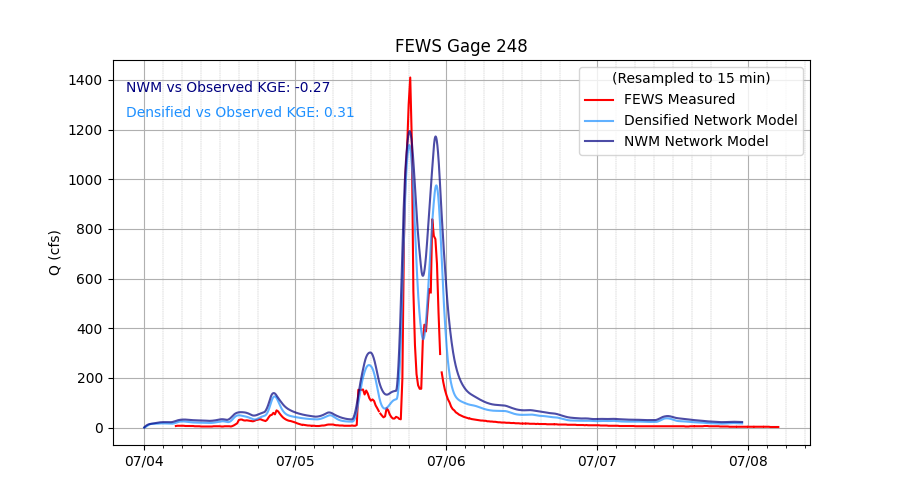 FEWS Gage 248
NWM vs Observed KGE: -0.27
Densified vs Observed KGE: 0.31
(Resampled to 15 min)
FEWS Measured
Densified Network Model
NWM Network Model
Q (cfs)
1400
1200
1000
800
600
400
200
0
07/04 07/05 07/06 07/07 07/08